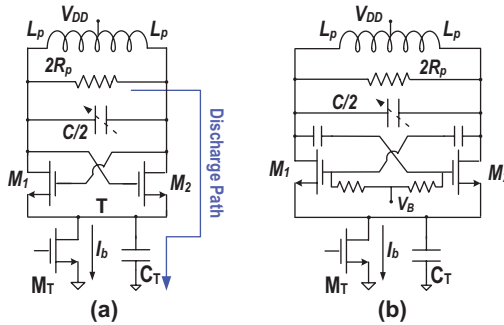 V_DD
L_p L_p
2R_p
C/2
M_1 M_2
T
I_b
M_T C_T
Discharge Path
(a)
V_DD
L_p L_p
2R_p
C/2
M_1 M
V_B
I_b
M_T C_T
(b)